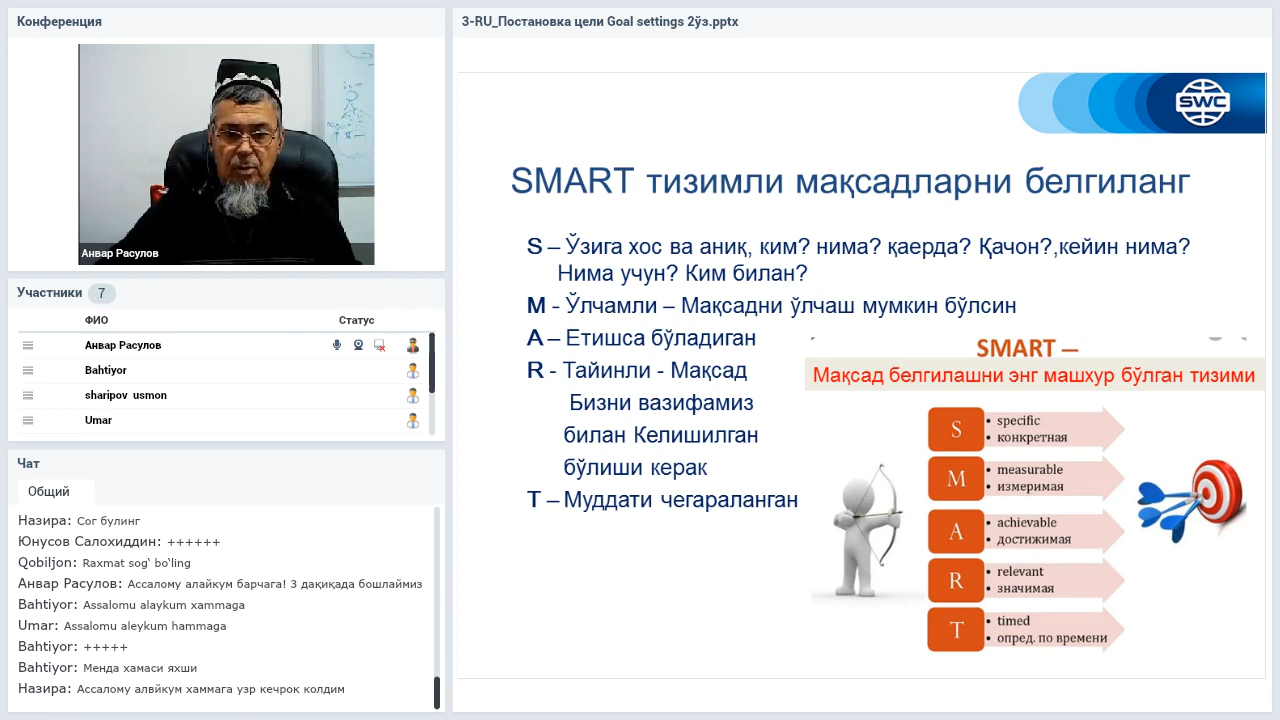 Конференция
Анвар Расулов
Участники 7
ФИО Статус
Анвар Расулов
Bahtiyor
sharipov usmon
Umar
Чат
Общий
Назира: Сог булинг
Юнусов Салохиддин: ++++++
Qobiljon: Raxmat sog‘ bo‘ling
Анвар Расулов: Ассалому алайкум барчага! 3 дақиқада бошлаймиз
Bahtiyor: Assalomu alaykum xammaga
Umar: Assalomu aleykum hammaga
Bahtiyor: +++++
Bahtiyor: Менда хамаси яхши
Назира: Ассалому алвйкум хаммага узр кечрок колдим
3-RU_Постановка цели Goal settings 2ўз.pptx
SWC
SMART тизимли мақсадларни белгиланг
S – Ўзига хос ва аниқ, ким? нима? қаерда? Қачон?,кейин нима?
Нима учун? Ким билан?
M - Ўлчамли – Мақсадни ўлчаш мумкин бўлсин
A – Етишса бўладиган
R - Тайинли - Мақсад
Бизни вазифамиз
билан Келишилган
бўлиши керак
T – Муддати чегараланган
SMART —
Мақсад белгилашни энг машхур бўлган тизими
S
• specific
• конкретная
M
• measurable
• измеримая
A
• achievable
• достижимая
R
• relevant
• значимая
T
• timed
• опред. по времени